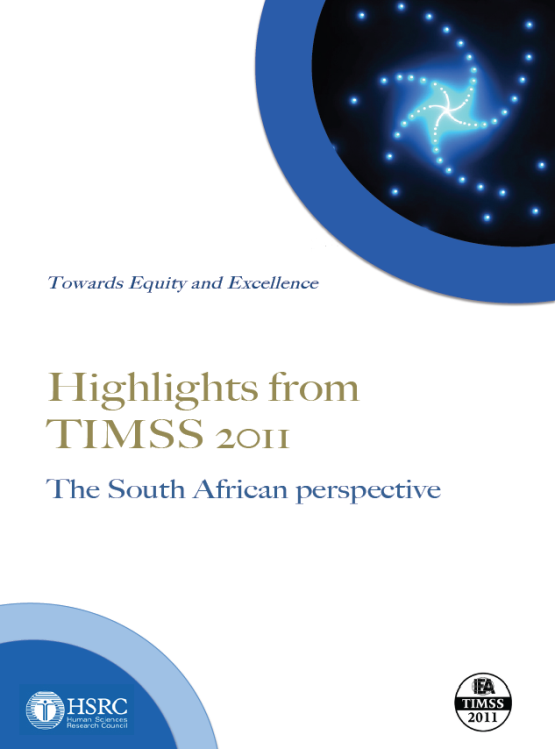 Towards Equity and Excellence
Highlights from
TIMSS 2011
The South African perspective
HSRC
Human Sciences
Research Council
IEA
TIMSS
2011